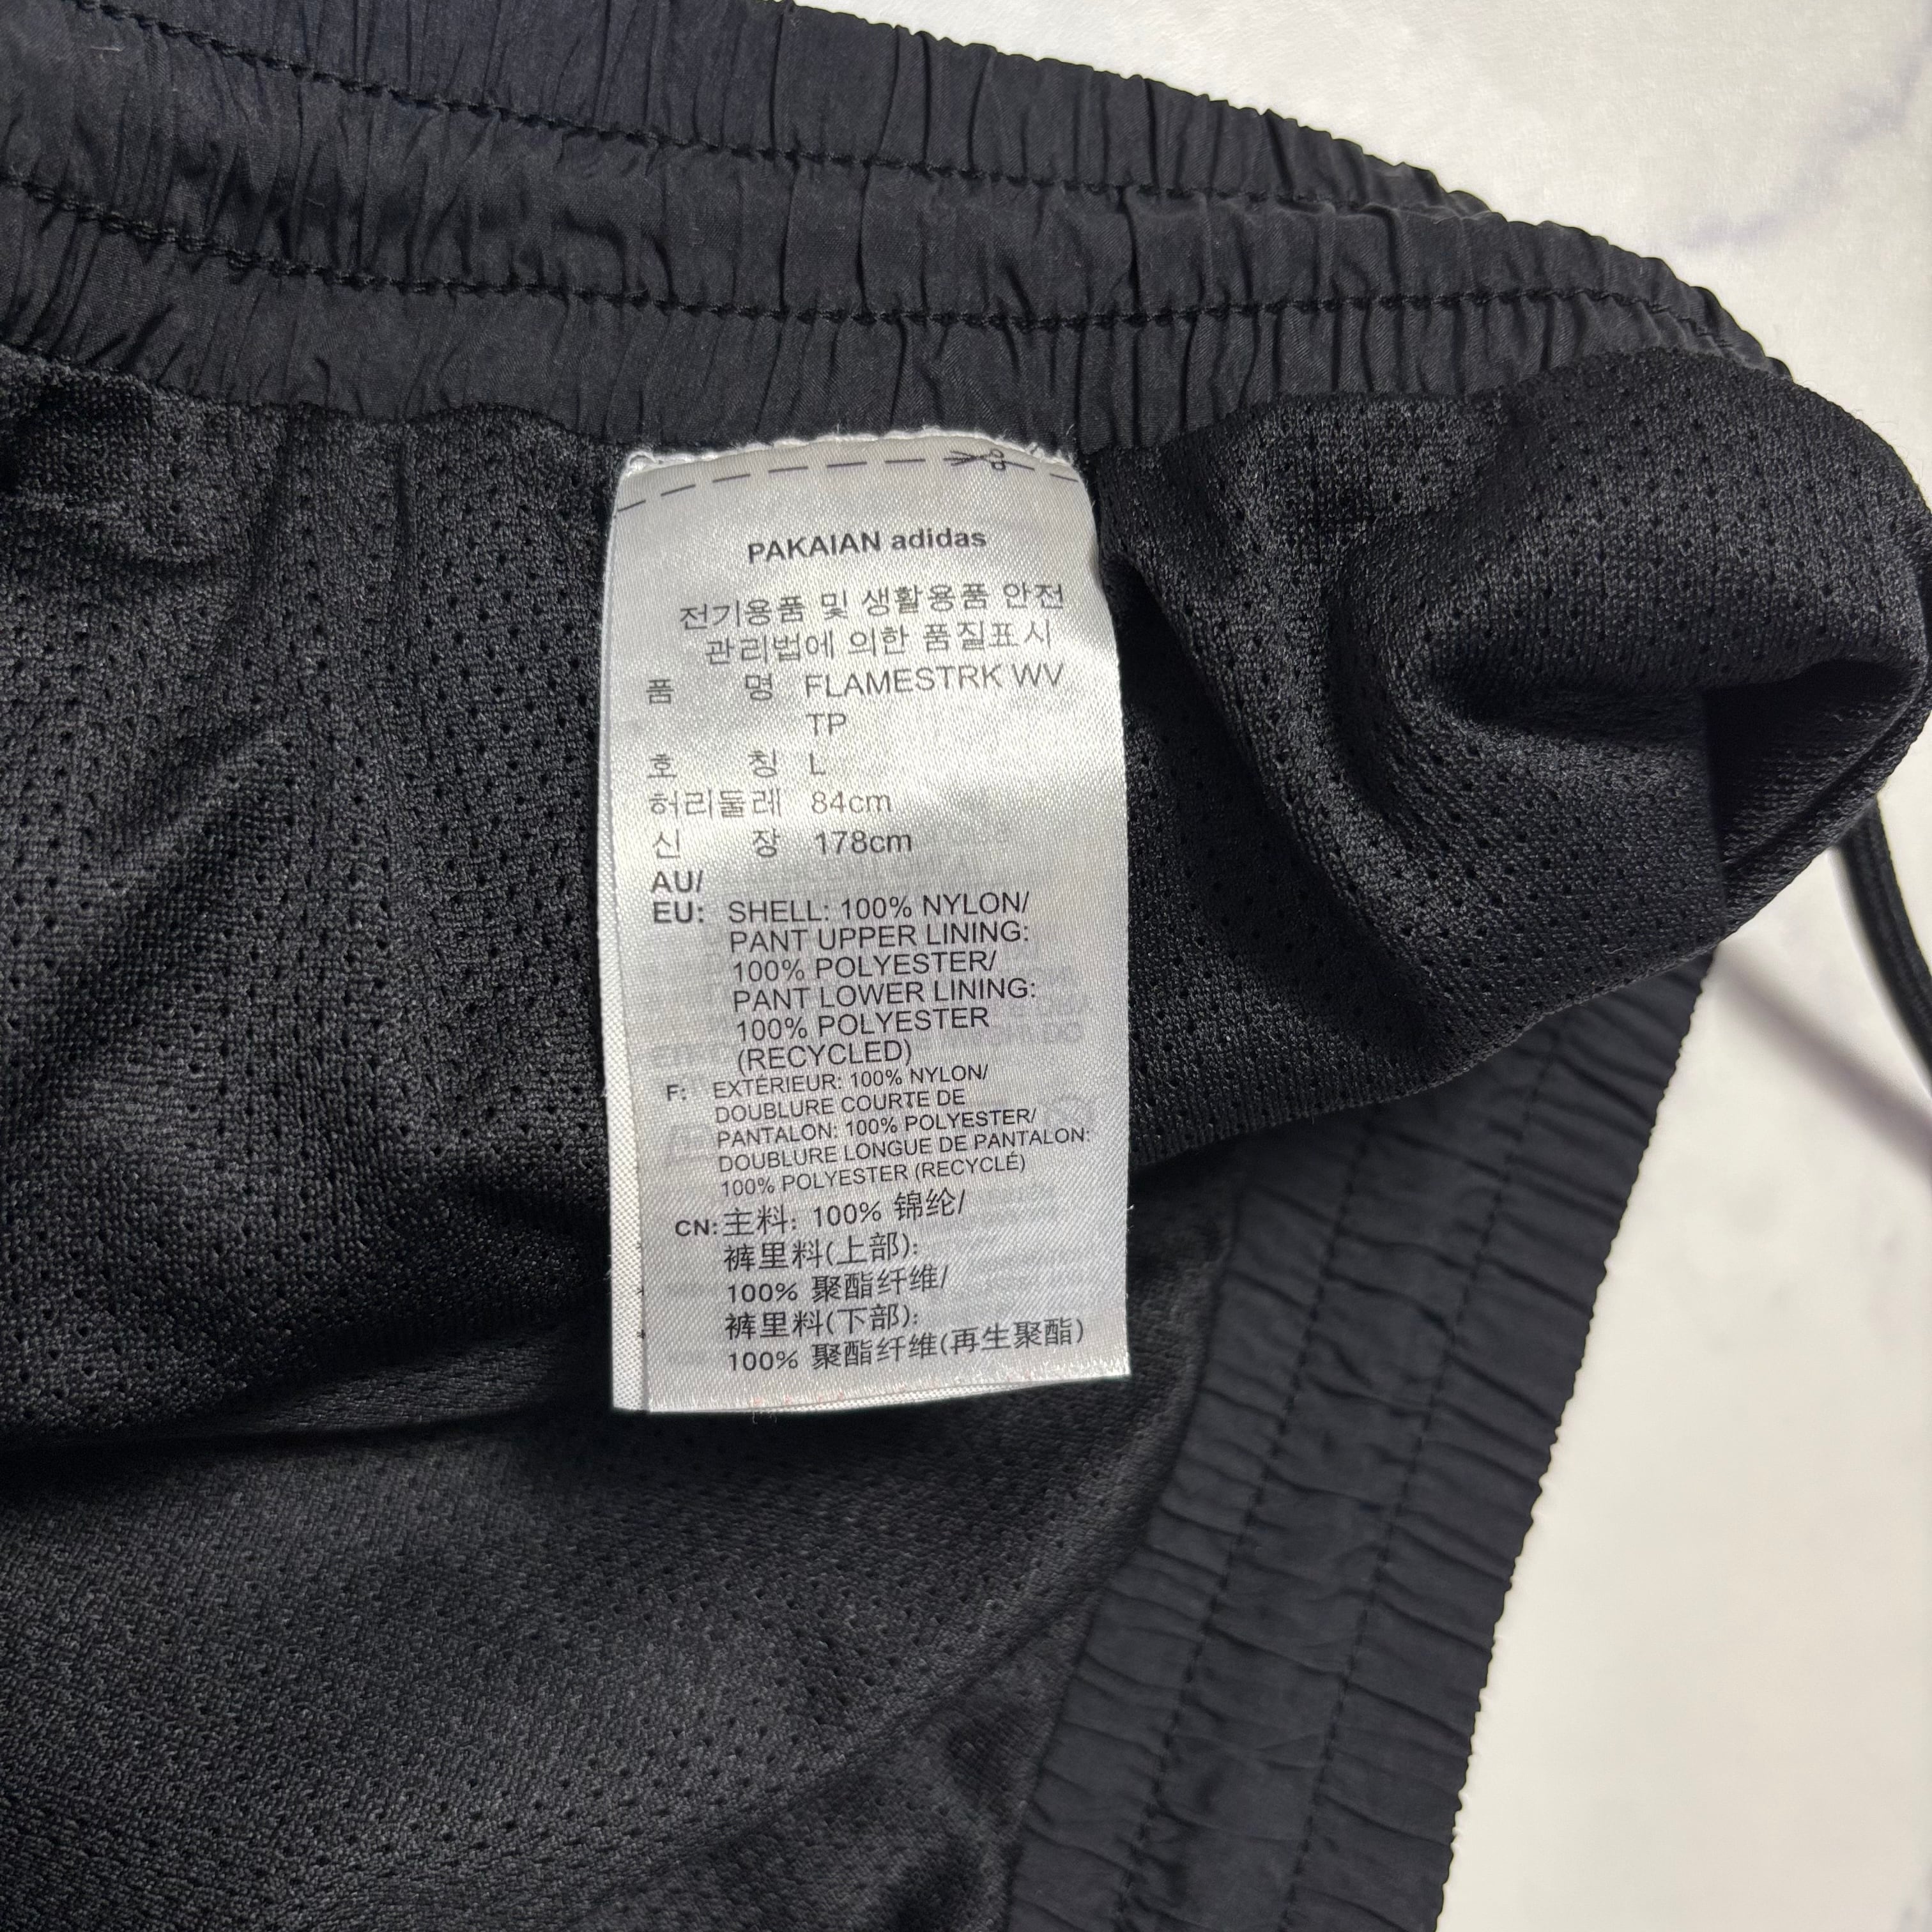 PAKAIAN adidas
전기용품 및 생활용품 안전
관리법에 의한 품질표시
품 명 FLAMESTRK WV
TP
호 칭 L
허리둘레 84cm
신 장 178cm
AU/
EU: SHELL: 100% NYLON/
PANT UPPER LINING:
100% POLYESTER/
PANT LOWER LINING:
100% POLYESTER
(RECYCLED)
F: EXTÉRIEUR: 100% NYLON/
DOUBLURE COURTE DE
PANTALON: 100% POLYESTER/
DOUBLURE LONGUE DE PANTALON:
100% POLYESTER (RECYCLÉ)
CN: 主料: 100% 锦纶/
裤里料(上部):
100% 聚酯纤维/
裤里料(下部):
100% 聚酯纤维(再生聚酯)